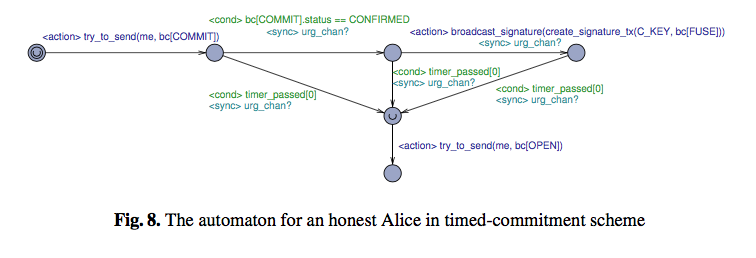 <cond> bc[COMMIT].status == CONFIRMED
<action> try_to_send(me, bc[COMMIT])
<sync> urg_chan?
<action> broadcast_signature(create_signature_tx(C_KEY, bc[FUSE]))
<sync> urg_chan?
<cond> timer_passed[0]
<sync> urg_chan?
<cond> timer_passed[0]
<sync> urg_chan?
<cond> timer_passed[0]
<sync> urg_chan?
<action> try_to_send(me, bc[OPEN])
Fig. 8. The automaton for an honest Alice in timed-commitment scheme